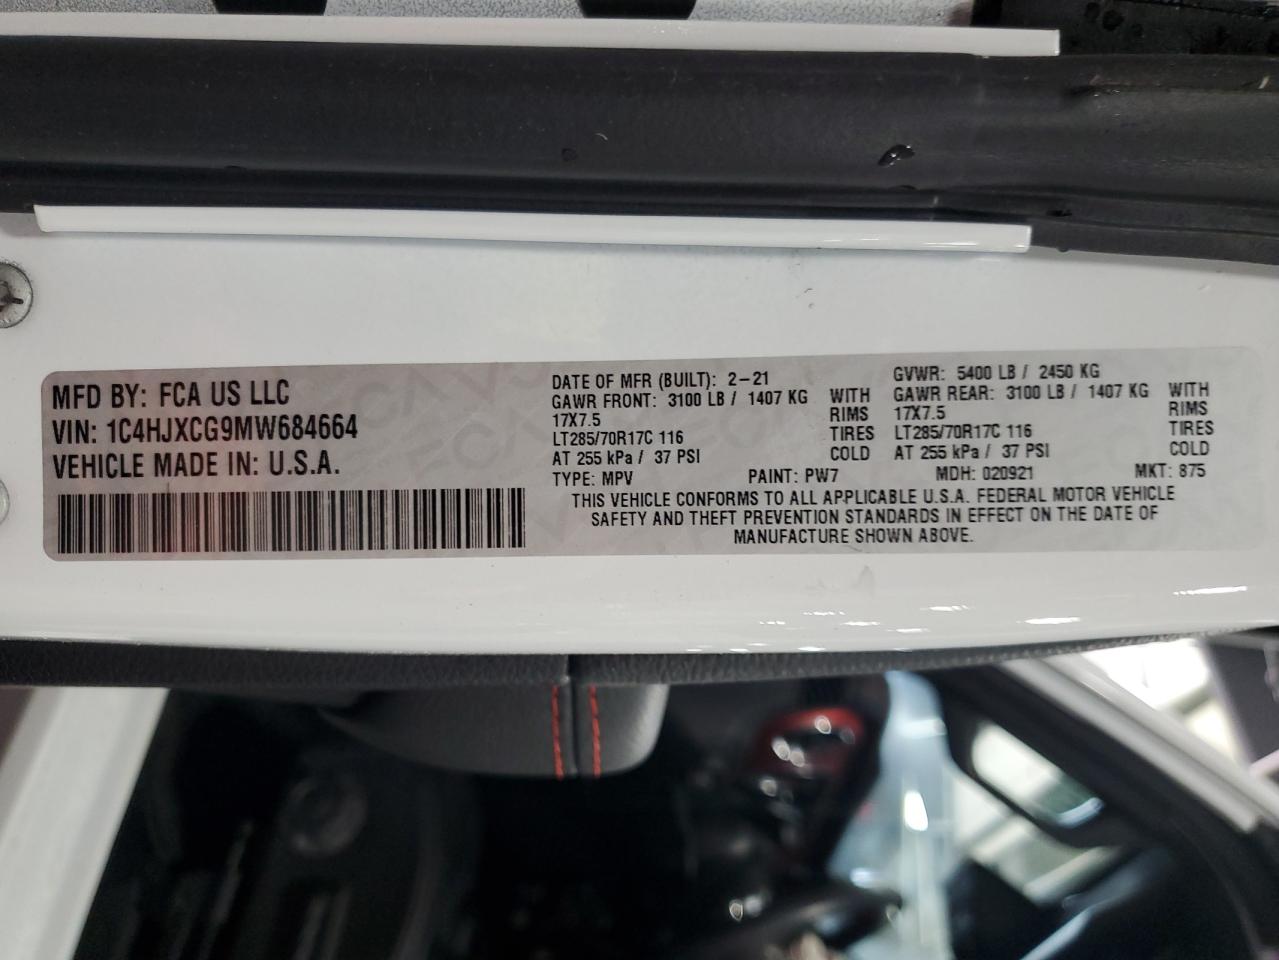 MFD BY: FCA US LLC
VIN: 1C4HJXCG9MW684664
VEHICLE MADE IN: U.S.A.
DATE OF MFR (BUILT): 2-21
GAWR FRONT: 3100 LB / 1407 KG WITH
17X7.5 RIMS
LT285/70R17C 116 TIRES
AT 255 kPa / 37 PSI COLD
GVWR: 5400 LB / 2450 KG
GAWR REAR: 3100 LB / 1407 KG WITH
17X7.5 RIMS
LT285/70R17C 116 TIRES
AT 255 kPa / 37 PSI COLD
TYPE: MPV PAINT: PW7 MDH: 020921 MKT: 875
THIS VEHICLE CONFORMS TO ALL APPLICABLE U.S.A. FEDERAL MOTOR VEHICLE
SAFETY AND THEFT PREVENTION STANDARDS IN EFFECT ON THE DATE OF
MANUFACTURE SHOWN ABOVE.